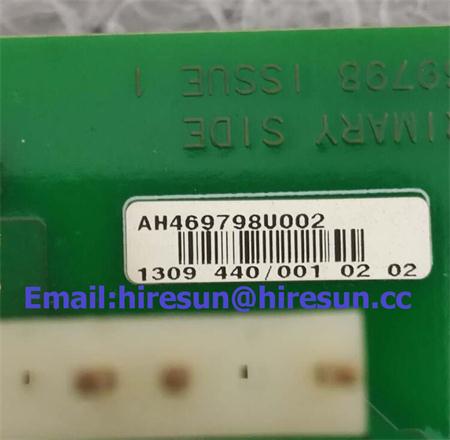 69798 ISSUE 1
RIMARY SIDE
AH469798U002
1309 440/001 02 02
Email:hiresun@hiresun.cc